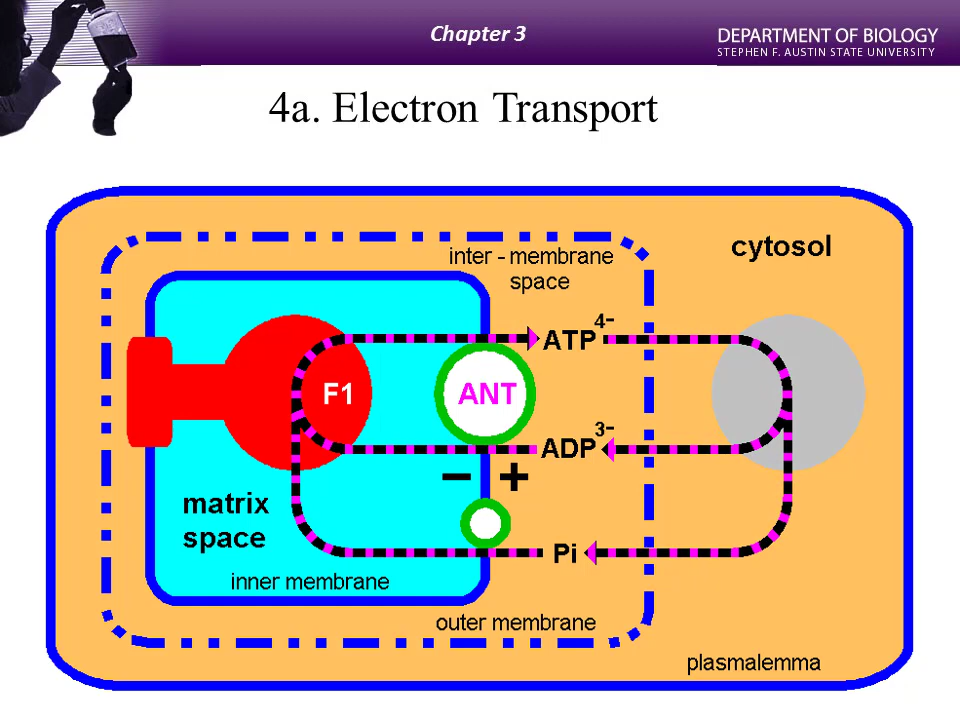 Chapter 3
DEPARTMENT OF BIOLOGY
STEPHEN F. AUSTIN STATE UNIVERSITY
4a. Electron Transport
cytosol
inter - membrane
space
ATP4−
F1
ANT
ADP3−
− +
matrix
space
Pi
inner membrane
outer membrane
plasmalemma